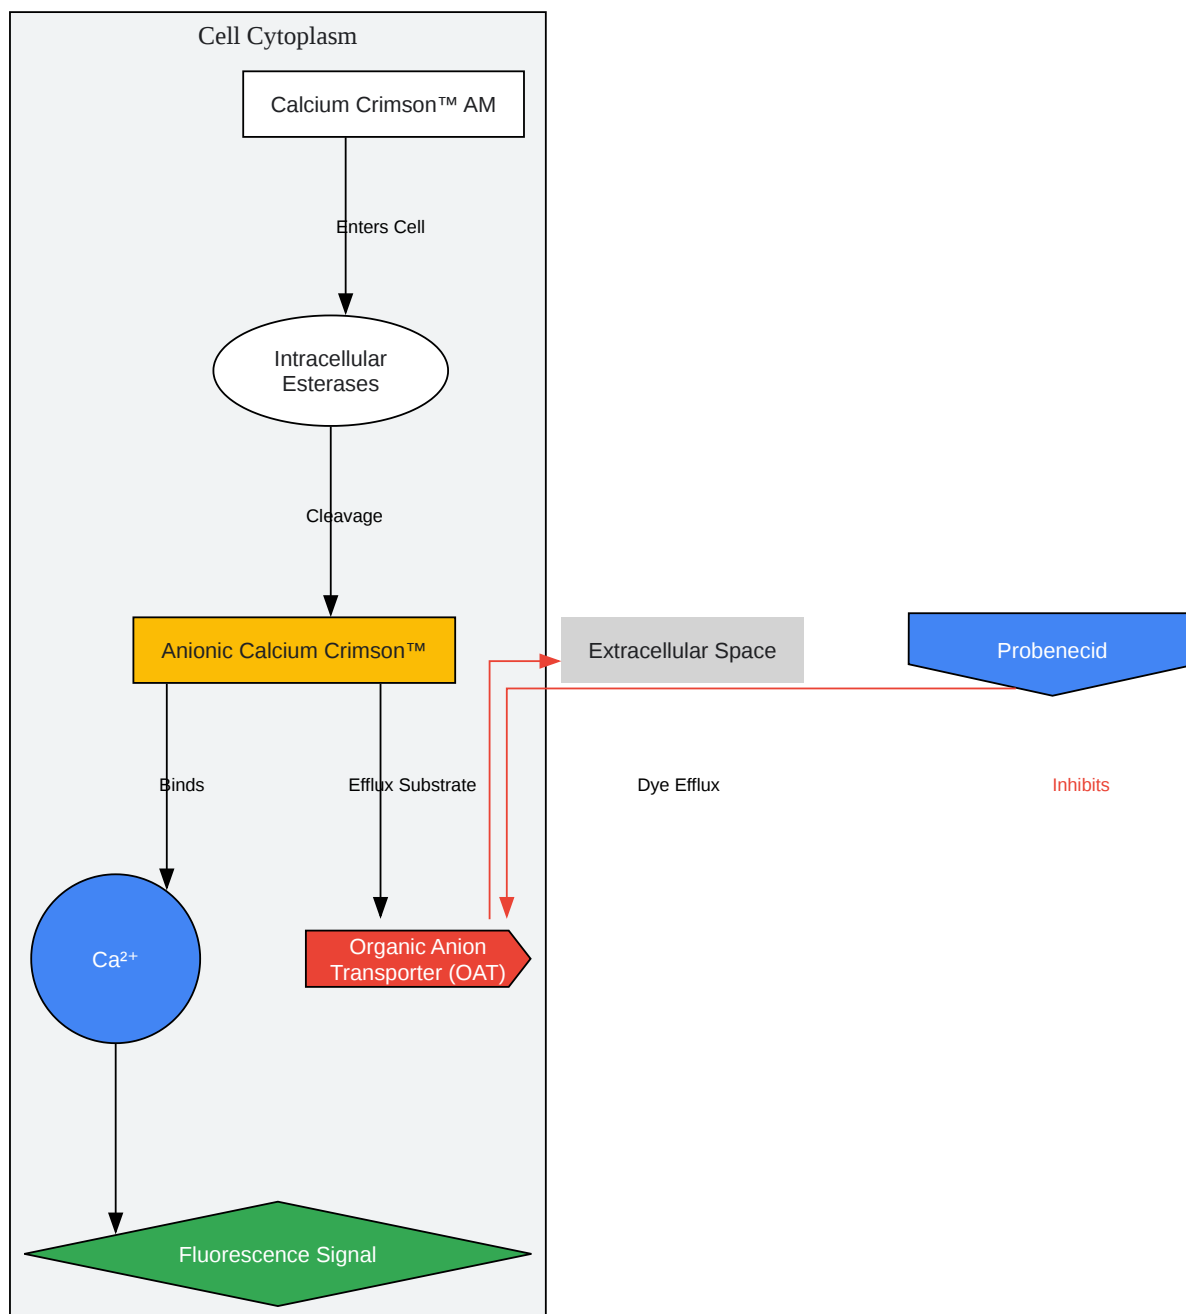 Cell Cytoplasm
Calcium Crimson™ AM
Enters Cell
Intracellular
Esterases
Cleavage
Anionic Calcium Crimson™
Extracellular Space
Probenecid
Binds
Efflux Substrate
Dye Efflux
Inhibits
Ca²⁺
Organic Anion
Transporter (OAT)
Fluorescence Signal